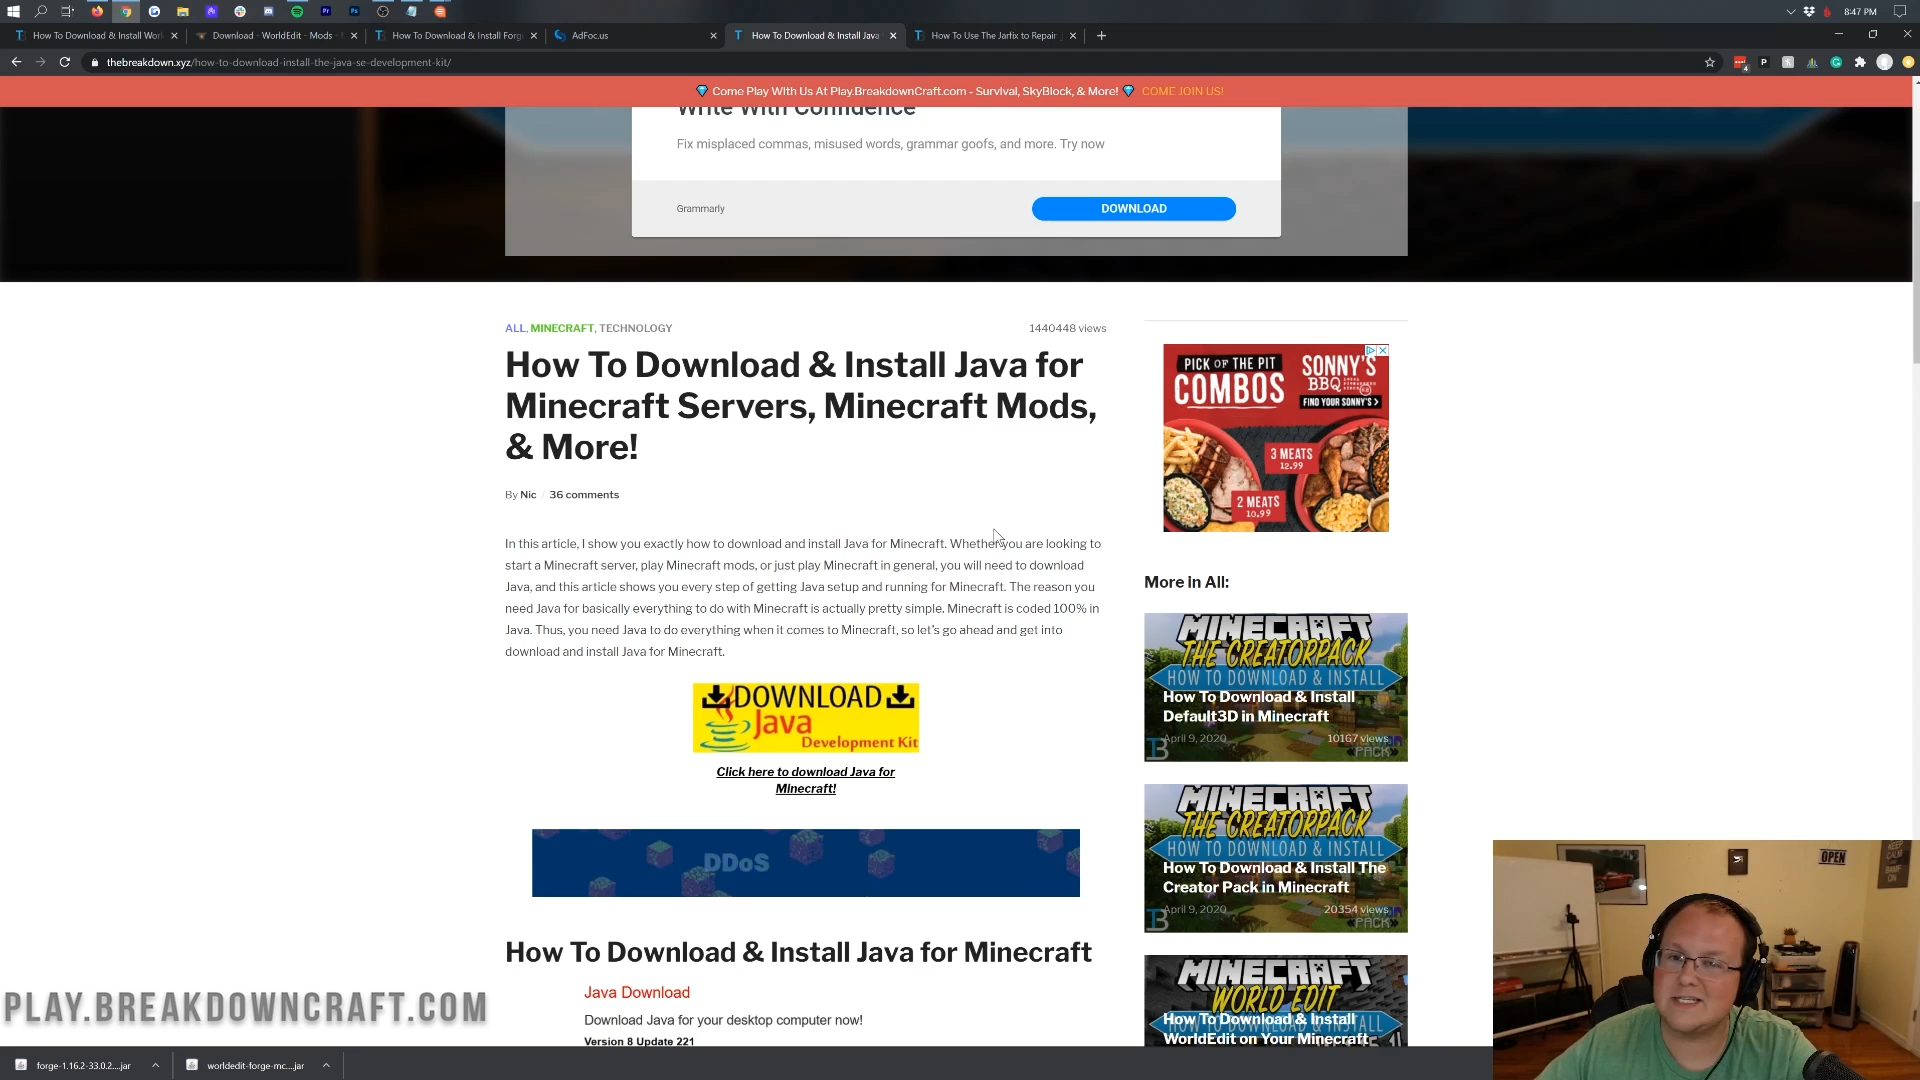 8:47 PM
How To Download & Install Worl
Download - WorldEdit - Mods -
How To Download & Install Forg
AdFoc.us
How To Download & Install Java
How To Use The Jarfix to Repair
thebreakdown.xyz/how-to-download-install-the-java-se-development-kit/
Come Play With Us At Play.BreakdownCraft.com - Survival, SkyBlock, & More! COME JOIN US!
Write With Confidence
Fix misplaced commas, misused words, grammar goofs, and more. Try now
Grammarly
DOWNLOAD
ALL, MINECRAFT, TECHNOLOGY
1440448 views
How To Download & Install Java for
Minecraft Servers, Minecraft Mods,
& More!
By Nic / 36 comments
In this article, I show you exactly how to download and install Java for Minecraft. Whether you are looking to
start a Minecraft server, play Minecraft mods, or just play Minecraft in general, you will need to download
Java, and this article shows you every step of getting Java setup and running for Minecraft. The reason you
need Java for basically everything to do with Minecraft is actually pretty simple. Minecraft is coded 100% in
Java. Thus, you need Java to do everything when it comes to Minecraft, so let's go ahead and get into
download and install Java for Minecraft.
DOWNLOAD
Java
Development Kit
Click here to download Java for
Minecraft!
DDoS
How To Download & Install Java for Minecraft
Java Download
Download Java for your desktop computer now!
Version 8 Update 221
PICK OF THE PIT
COMBOS
SONNY'S
BBQ
FIND YOUR SONNY'S >
3 MEATS
12.99
2 MEATS
10.99
More in All:
MINECRAFT
THE CREATORPACK
HOW TO DOWNLOAD & INSTALL
How To Download & Install
Default3D in Minecraft
April 9, 2020
10167 views
PACK
MINECRAFT
THE CREATORPACK
HOW TO DOWNLOAD & INSTALL
How To Download & Install The
Creator Pack in Minecraft
April 9, 2020
20354 views
PACK
MINECRAFT
WORLD EDIT
HOW TO DOWNLOAD & INSTALL
How To Download & Install
WorldEdit on Your Minecraft
OPEN
KEEP
CALM
AND
BAMF
ON
PLAY.BREAKDOWNCRAFT.COM
forge-1.16.2-33.0.2....jar
worldedit-forge-mc....jar